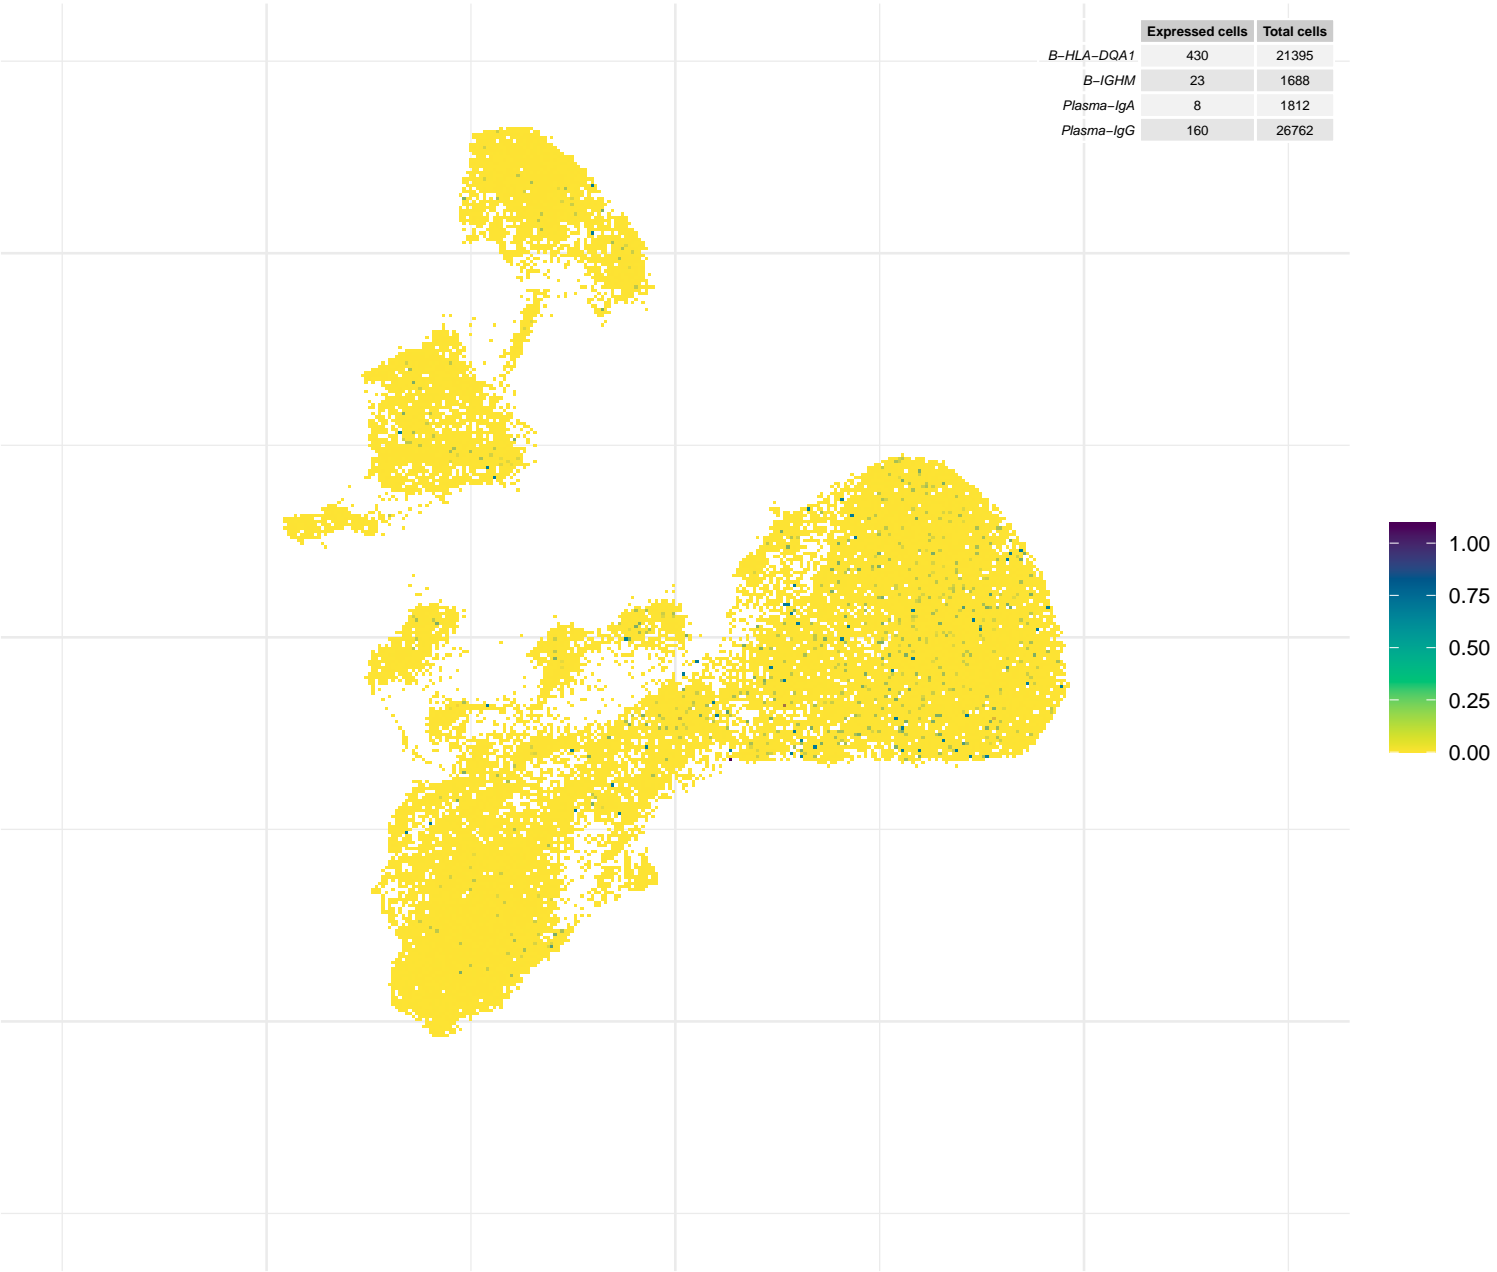 Expressed cells Total cells
B−HLA−DQA1 430 21395
B−IGHM 23 1688
Plasma−IgA 8 1812
Plasma−IgG 160 26762
1.00
0.75
0.50
0.25
0.00